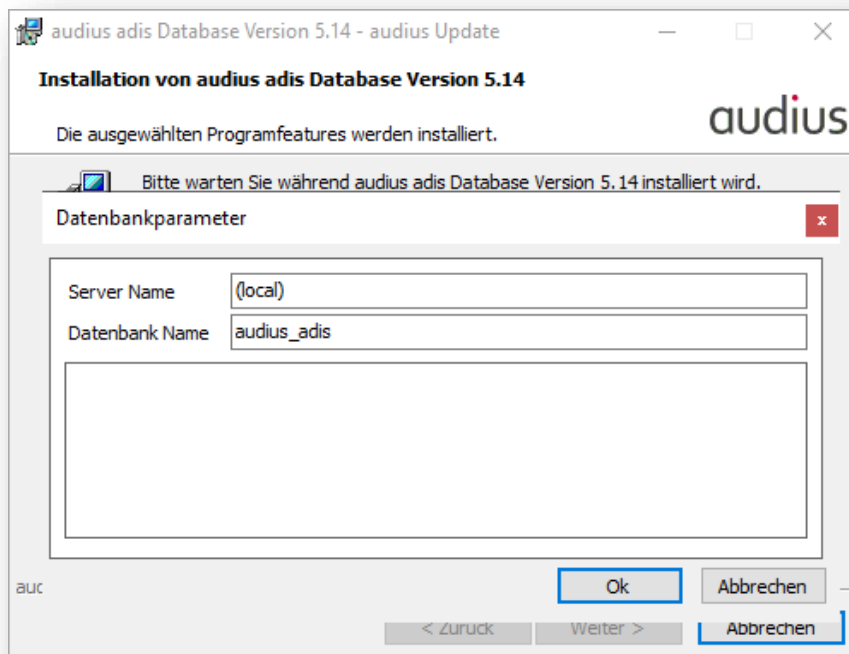 audius adis Database Version 5.14 - audius Update
Installation von audius adis Database Version 5.14
audius
Die ausgewählten Programfeatures werden installiert.
Bitte warten Sie während audius adis Database Version 5.14 installiert wird.
Datenbankparameter
Server Name (local)
Datenbank Name audius_adis
Ok Abbrechen
< Zurück Weiter > Abbrechen